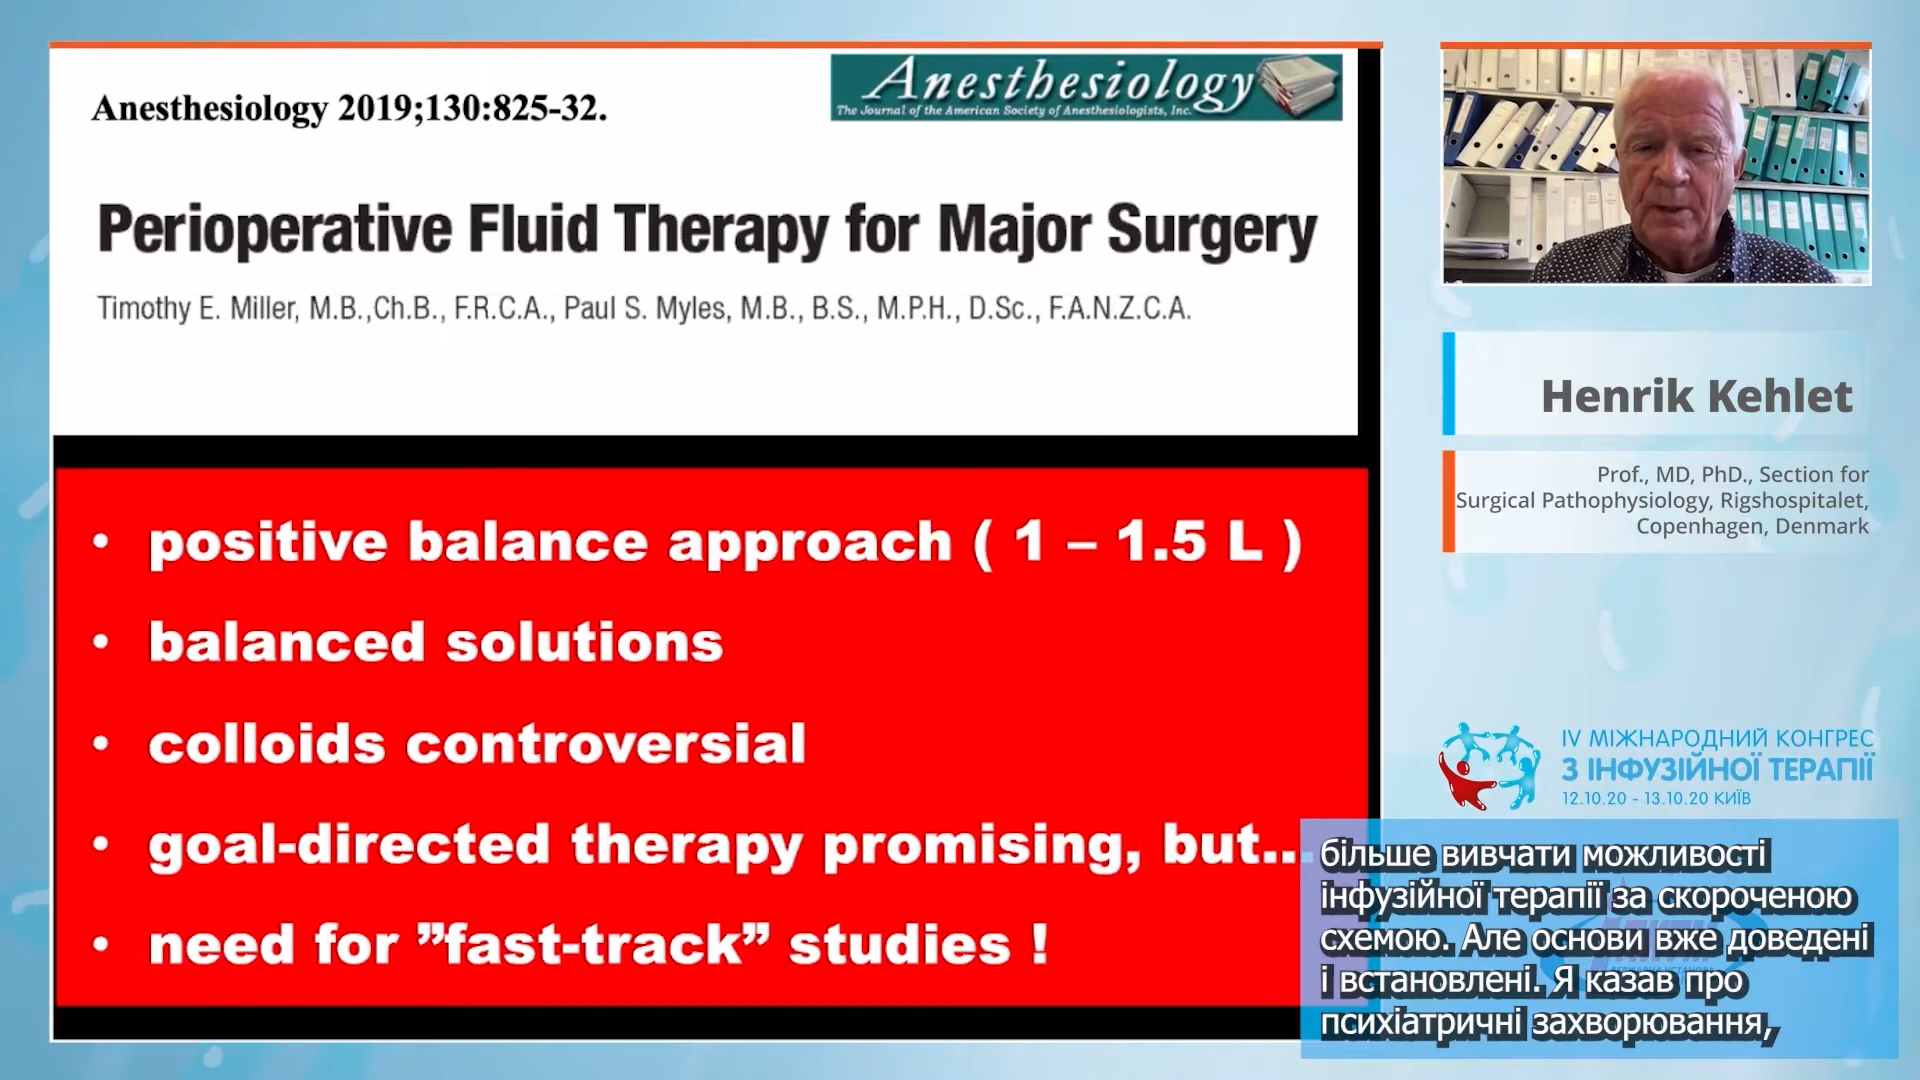 Anesthesiology 2019;130:825-32.
Anesthesiology
The Journal of the American Society of Anesthesiologists, Inc.
Perioperative Fluid Therapy for Major Surgery
Timothy E. Miller, M.B.,Ch.B., F.R.C.A., Paul S. Myles, M.B., B.S., M.P.H., D.Sc., F.A.N.Z.C.A.
• positive balance approach ( 1 – 1.5 L )
• balanced solutions
• colloids controversial
• goal-directed therapy promising, but...
• need for ”fast-track” studies !
Henrik Kehlet
Prof., MD, PhD., Section for
Surgical Pathophysiology, Rigshospitalet,
Copenhagen, Denmark
IV МІЖНАРОДНИЙ КОНГРЕС
З ІНФУЗІЙНОЇ ТЕРАПІЇ
12.10.20 - 13.10.20 КИЇВ
більше вивчати можливості
інфузійної терапії за скороченою
схемою. Але основи вже доведені
і встановлені. Я казав про
психіатричні захворювання,